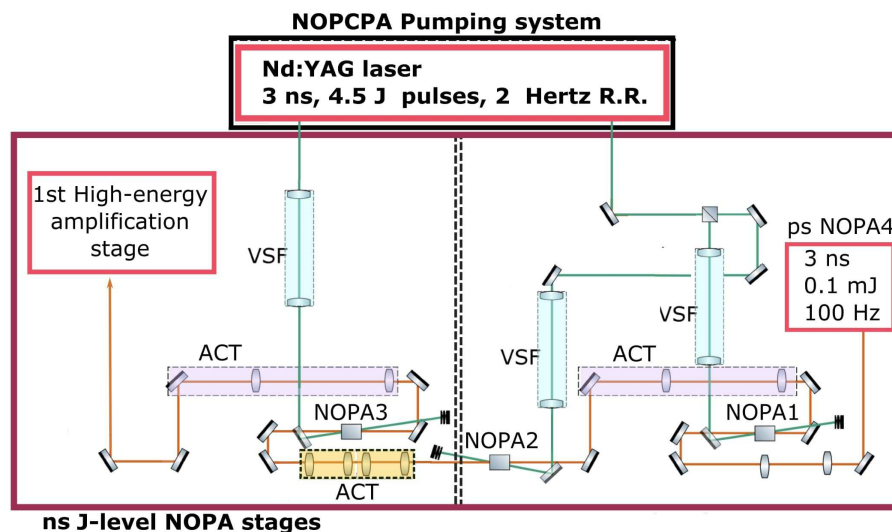 NOPCPA Pumping system
Nd:YAG laser
3 ns, 4.5 J pulses, 2 Hertz R.R.
1st High-energy
amplification
stage
VSF
ACT
NOPA3
ACT
NOPA2
VSF
VSF
ACT
NOPA1
ps NOPA4
3 ns
0.1 mJ
100 Hz
ns J-level NOPA stages